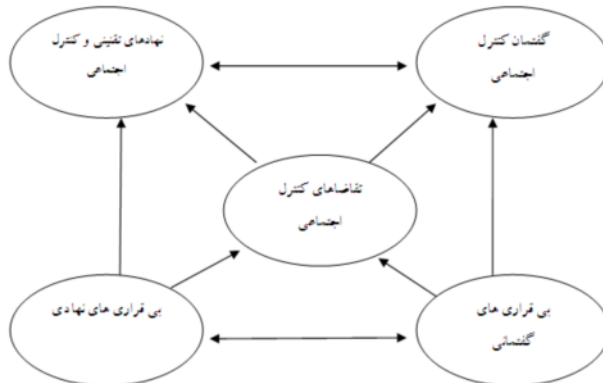 گفتمان کنترل
اجتماعی
نهادهای تقنینی و کنترل
اجتماعی
تقاضاهای کنترل
اجتماعی
بی قراری های
گفتمانی
بی قراری های نهادی